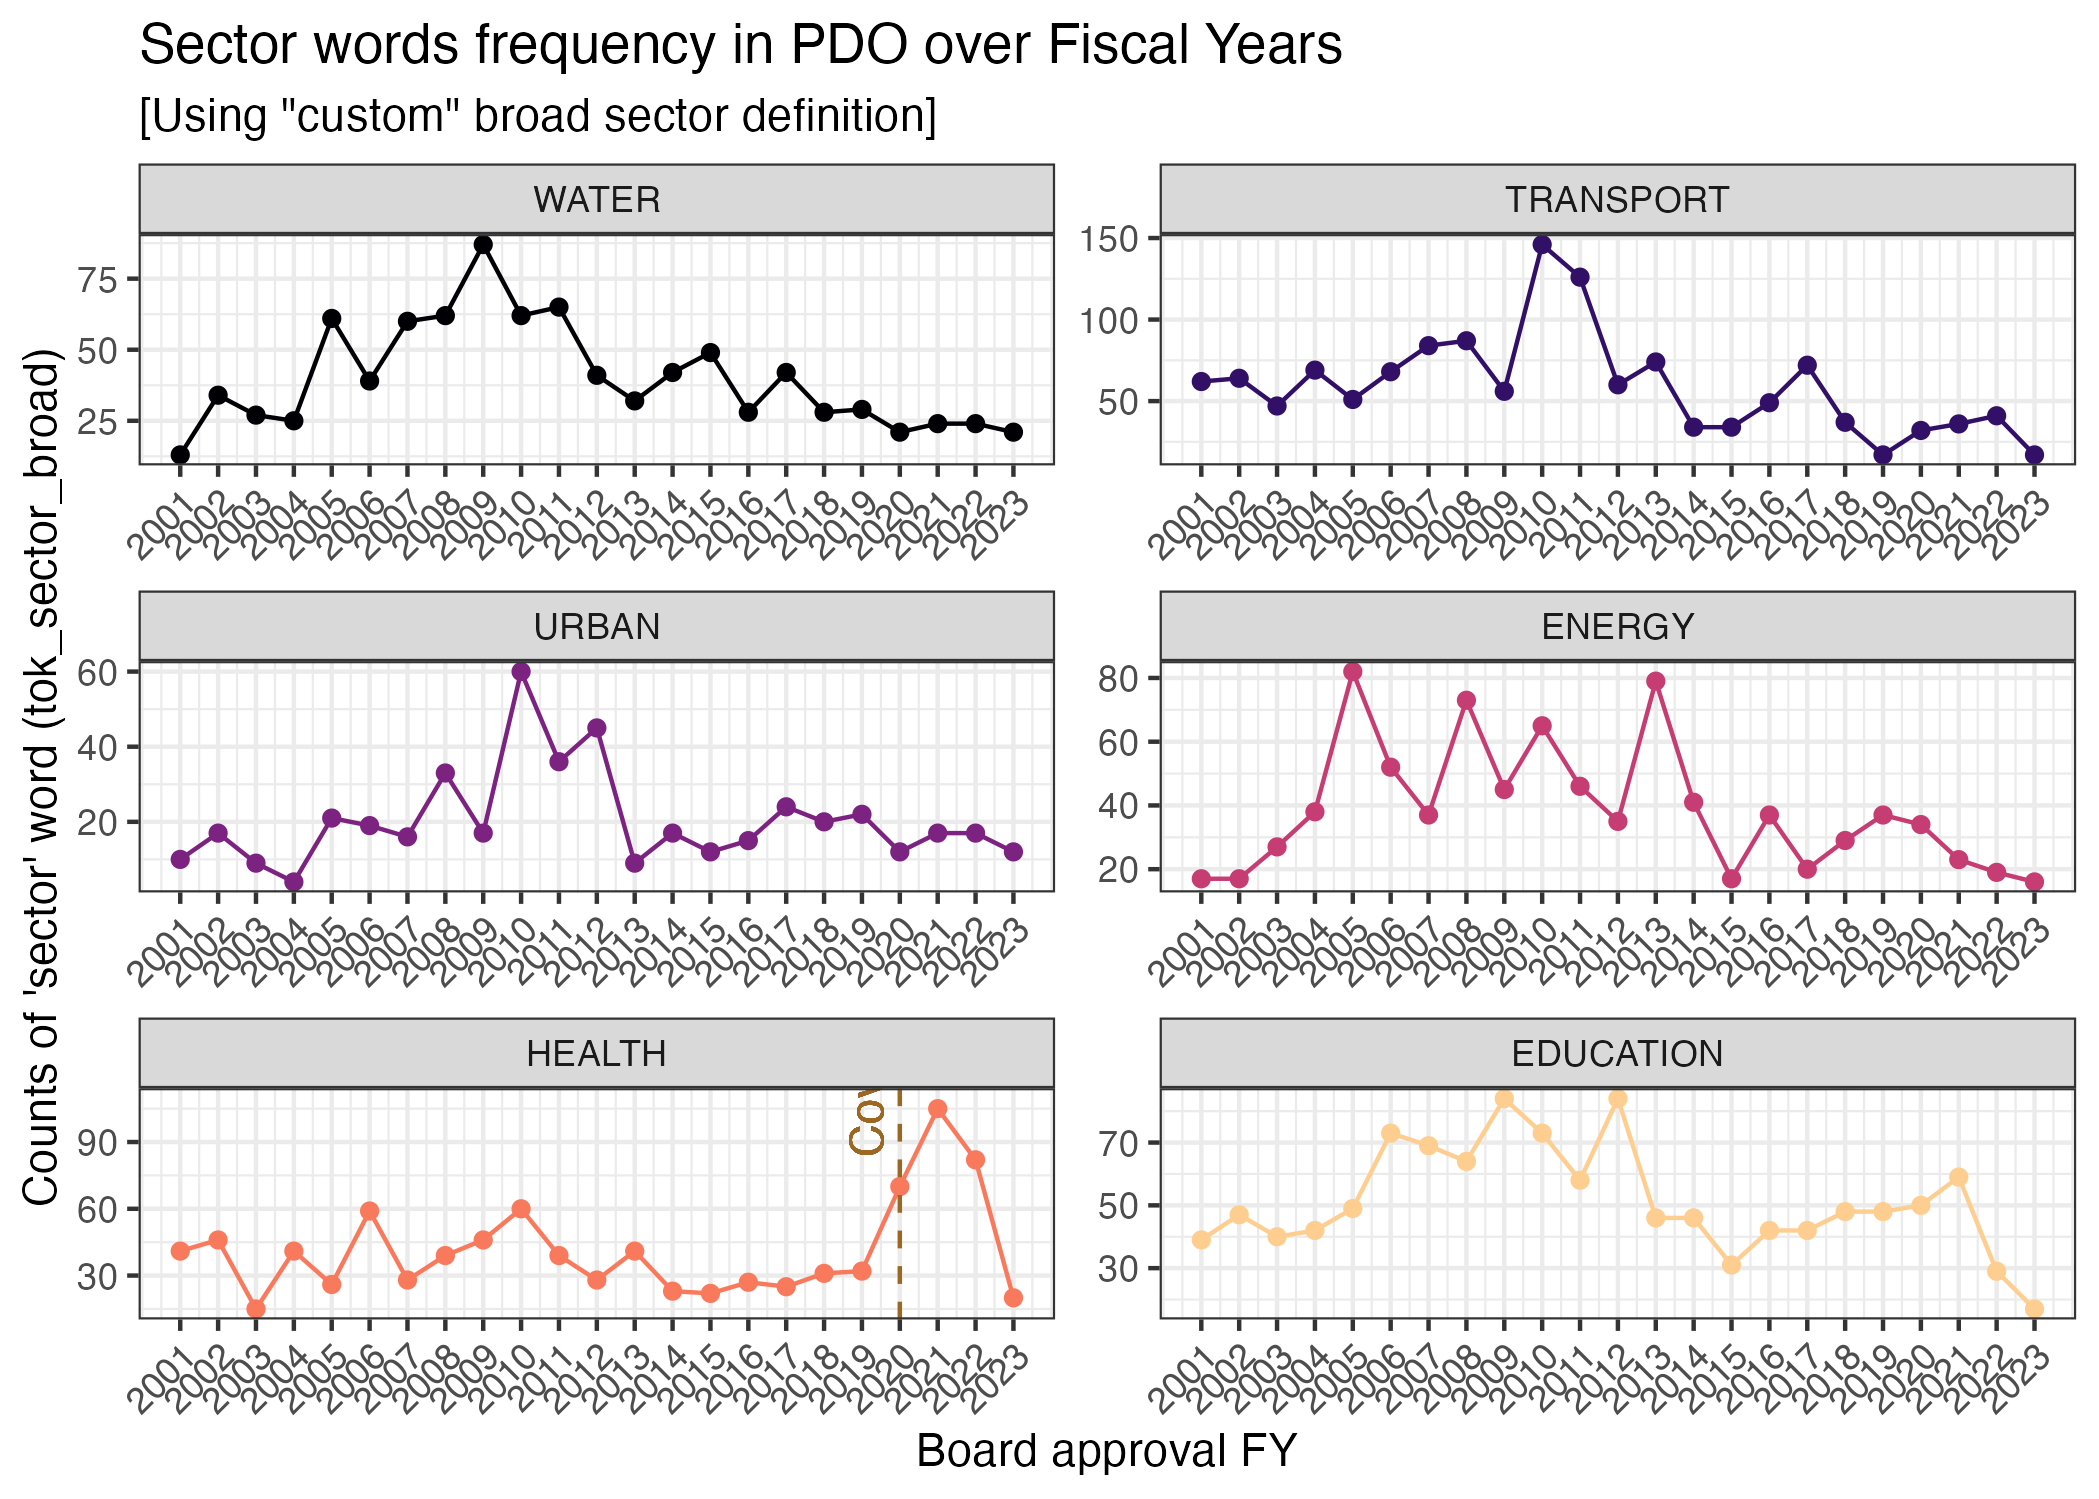 Sector words frequency in PDO over Fiscal Years
[Using "custom" broad sector definition]
Counts of 'sector' word (tok_sector_broad)
WATER
75
50
25
2001 2002 2003 2004 2005 2006 2007 2008 2009 2010 2011 2012 2013 2014 2015 2016 2017 2018 2019 2020 2021 2022 2023
TRANSPORT
150
100
50
2001 2002 2003 2004 2005 2006 2007 2008 2009 2010 2011 2012 2013 2014 2015 2016 2017 2018 2019 2020 2021 2022 2023
URBAN
60
40
20
2001 2002 2003 2004 2005 2006 2007 2008 2009 2010 2011 2012 2013 2014 2015 2016 2017 2018 2019 2020 2021 2022 2023
ENERGY
80
60
40
20
2001 2002 2003 2004 2005 2006 2007 2008 2009 2010 2011 2012 2013 2014 2015 2016 2017 2018 2019 2020 2021 2022 2023
HEALTH
90
60
30
2001 2002 2003 2004 2005 2006 2007 2008 2009 2010 2011 2012 2013 2014 2015 2016 2017 2018 2019 2020 2021 2022 2023
EDUCATION
70
50
30
2001 2002 2003 2004 2005 2006 2007 2008 2009 2010 2011 2012 2013 2014 2015 2016 2017 2018 2019 2020 2021 2022 2023
Board approval FY